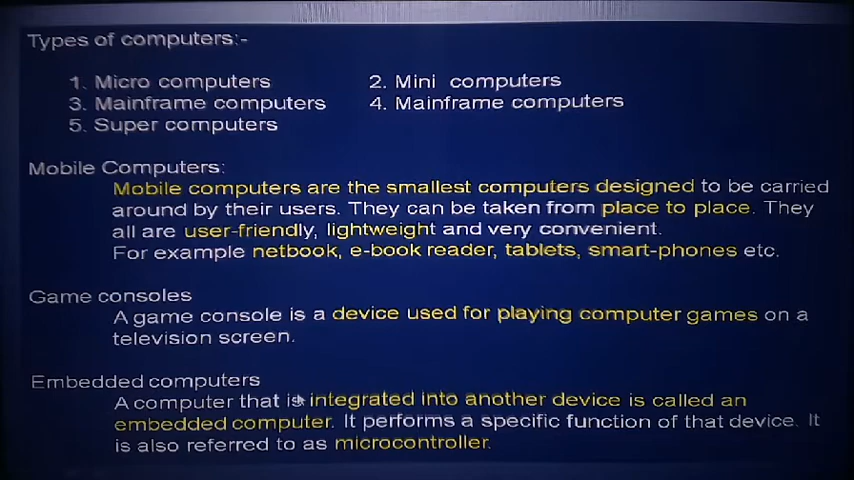 Types of computers:-
1. Micro computers 2. Mini computers
3. Mainframe computers 4. Mainframe computers
5. Super computers
Mobile Computers:
Mobile computers are the smallest computers designed to be carried
around by their users. They can be taken from place to place. They
all are user-friendly, lightweight and very convenient.
For example netbook, e-book reader, tablets, smart-phones etc.
Game consoles
A game console is a device used for playing computer games on a
television screen.
Embedded computers
A computer that is integrated into another device is called an
embedded computer. It performs a specific function of that device. It
is also referred to as microcontroller.